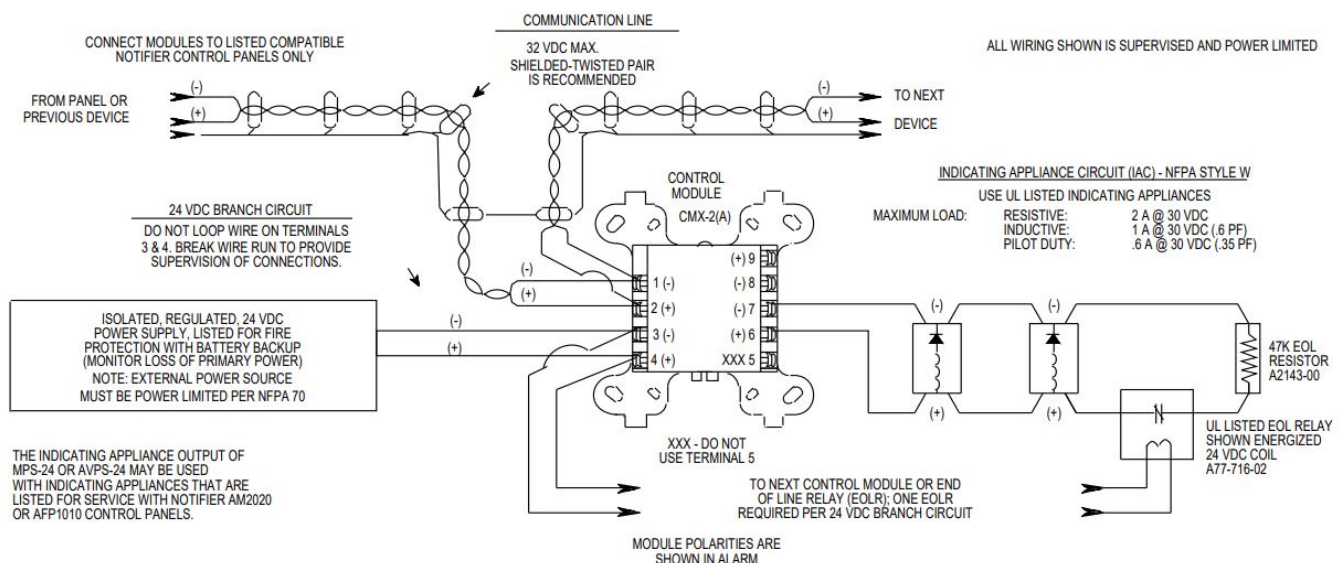 COMMUNICATION LINE
CONNECT MODULES TO LISTED COMPATIBLE
NOTIFIER CONTROL PANELS ONLY
32 VDC MAX.
SHIELDED-TWISTED PAIR
IS RECOMMENDED
ALL WIRING SHOWN IS SUPERVISED AND POWER LIMITED
FROM PANEL OR
PREVIOUS DEVICE
(-)
(+)
(-)
(+)
TO NEXT
DEVICE
CONTROL
MODULE
CMX-2(A)
INDICATING APPLIANCE CIRCUIT (IAC) - NFPA STYLE W
USE UL LISTED INDICATING APPLIANCES
MAXIMUM LOAD: RESISTIVE: 2 A @ 30 VDC
INDUCTIVE: 1 A @ 30 VDC (.6 PF)
PILOT DUTY: .6 A @ 30 VDC (.35 PF)
24 VDC BRANCH CIRCUIT
DO NOT LOOP WIRE ON TERMINALS
3 & 4. BREAK WIRE RUN TO PROVIDE
SUPERVISION OF CONNECTIONS.
(-)
(+)
1 (-)
2 (+)
3 (-)
4 (+)
(+) 9
(-) 8
(-) 7
(+) 6
XXX 5
(-)
(-)
(+)
(+)
47K EOL
RESISTOR
A2143-00
ISOLATED, REGULATED, 24 VDC
POWER SUPPLY, LISTED FOR FIRE
PROTECTION WITH BATTERY BACKUP
(MONITOR LOSS OF PRIMARY POWER)
NOTE: EXTERNAL POWER SOURCE
MUST BE POWER LIMITED PER NFPA 70
(-)
(+)
UL LISTED EOL RELAY
SHOWN ENERGIZED
24 VDC COIL
A77-716-02
XXX - DO NOT
USE TERMINAL 5
THE INDICATING APPLIANCE OUTPUT OF
MPS-24 OR AVPS-24 MAY BE USED
WITH INDICATING APPLIANCES THAT ARE
LISTED FOR SERVICE WITH NOTIFIER AM2020
OR AFP1010 CONTROL PANELS.
TO NEXT CONTROL MODULE OR END
OF LINE RELAY (EOLR); ONE EOLR
REQUIRED PER 24 VDC BRANCH CIRCUIT
MODULE POLARITIES ARE
SHOWN IN ALARM